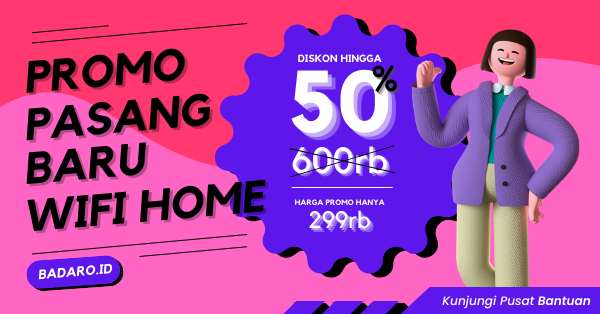 PROMO
PASANG
BARU
WIFI HOME
BADARO.ID
DISKON HINGGA
50%
600rb
HARGA PROMO HANYA
299rb
Kunjungi Pusat Bantuan